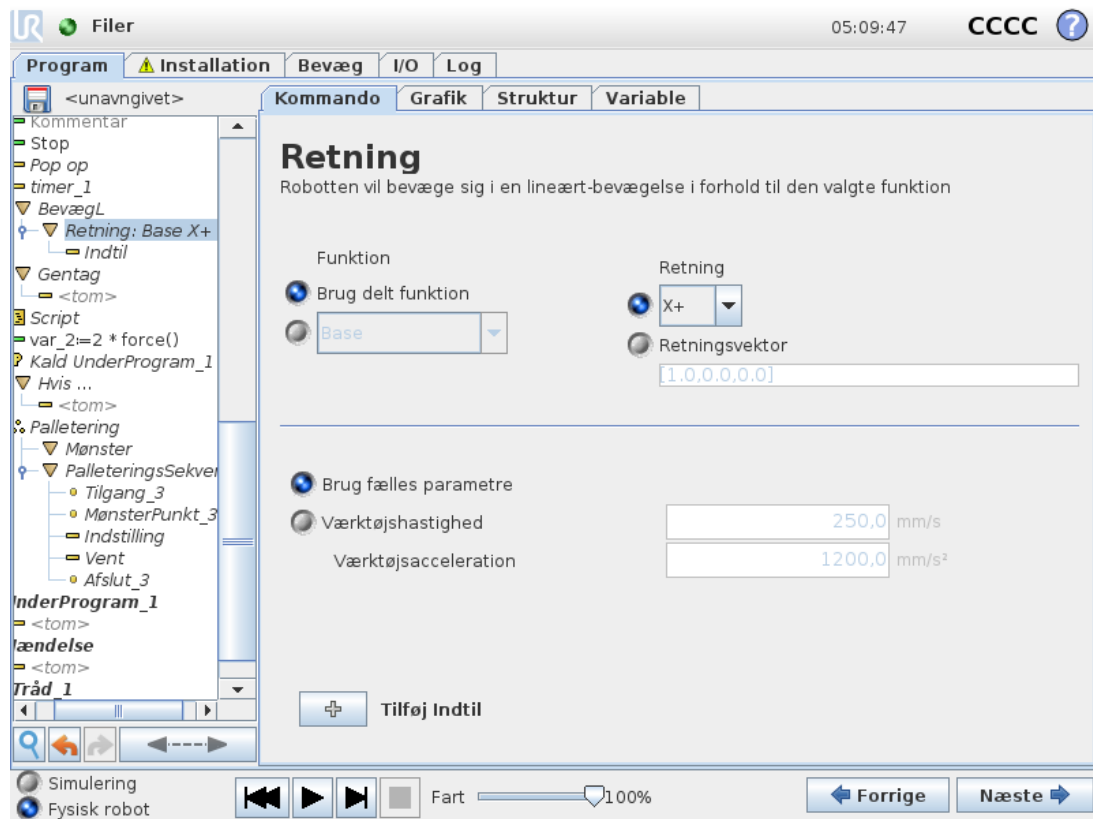 Filer
05:09:47
CCCC
?
Program
Installation
Bevæg
I/O
Log
<unavngivet>
Kommando
Grafik
Struktur
Variable
Kommentar
Stop
Pop op
timer_1
BevægL
Retning: Base X+
Indtil
Gentag
<tom>
Script
var_2:=2 * force()
Kald UnderProgram_1
Hvis ...
<tom>
Palletering
Mønster
PalleteringsSekver
Tilgang_3
MønsterPunkt_3
Indstilling
Vent
Afslut_3
UnderProgram_1
<tom>
Hændelse
<tom>
Tråd_1
Retning
Robotten vil bevæge sig i en lineært-bevægelse i forhold til den valgte funktion
Funktion
Brug delt funktion
Base
Retning
X+
Retningsvektor
[1.0,0.0,0.0]
Brug fælles parametre
Værktøjshastighed
250,0 mm/s
Værktøjsacceleration
1200,0 mm/s²
Tilføj Indtil
Simulering
Fysisk robot
Fart
100%
Forrige
Næste